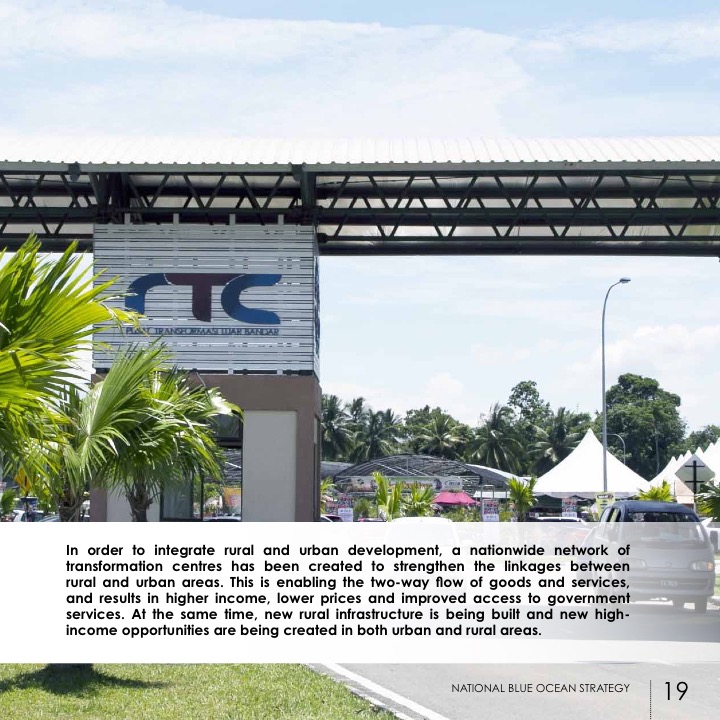 rtc
PUSAT TRANSFORMASI LUAR BANDAR
In order to integrate rural and urban development, a nationwide network of
transformation centres has been created to strengthen the linkages between
rural and urban areas. This is enabling the two-way flow of goods and services,
and results in higher income, lower prices and improved access to government
services. At the same time, new rural infrastructure is being built and new high-
income opportunities are being created in both urban and rural areas.
NATIONAL BLUE OCEAN STRATEGY 19